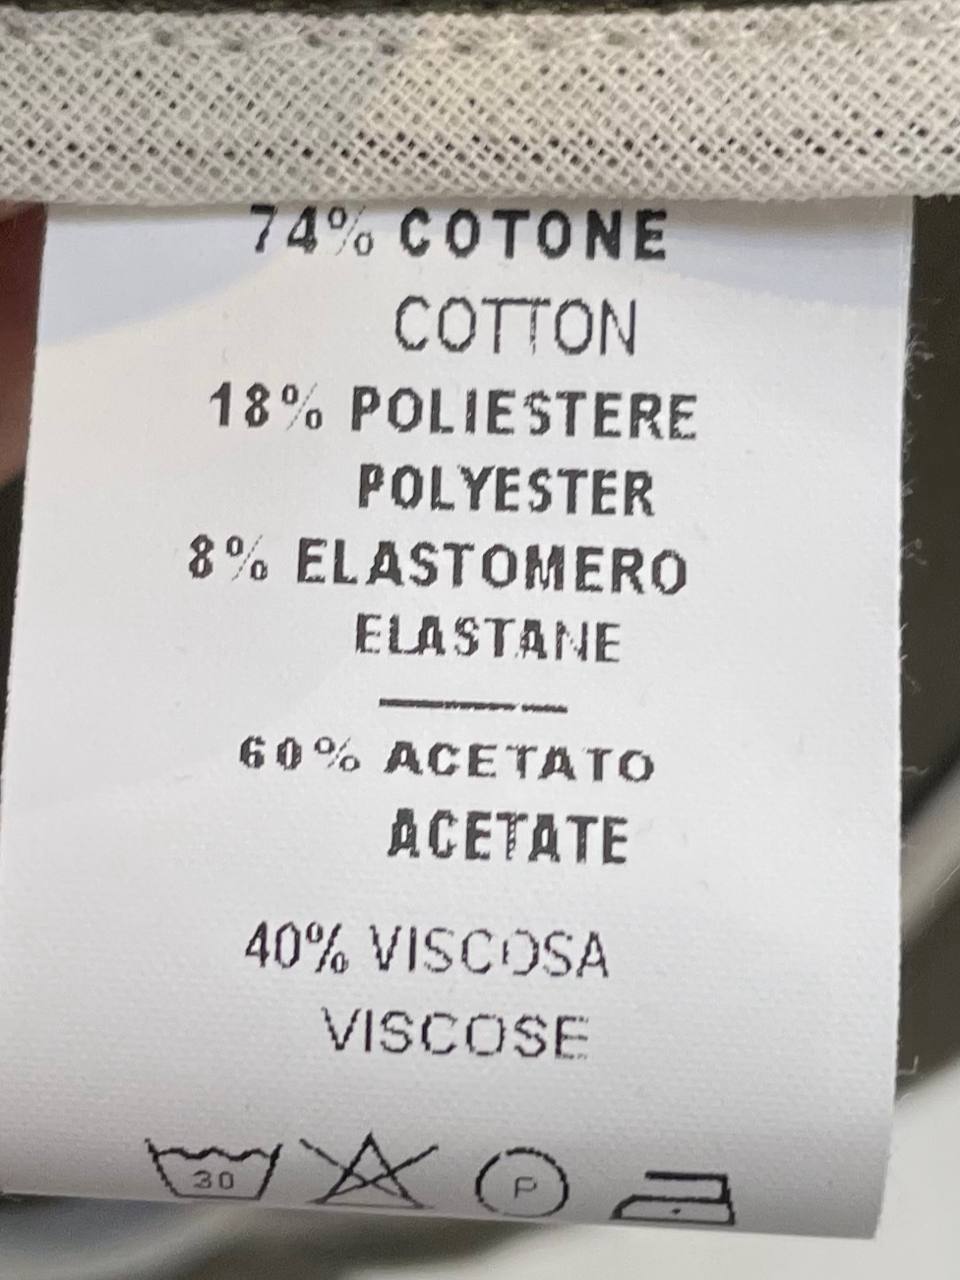 74% COTONE
COTTON
18% POLIESTERE
POLYESTER
8% ELASTOMERO
ELASTANE
60% ACETATO
ACETATE
40% VISCOSA
VISCOSE
30 P